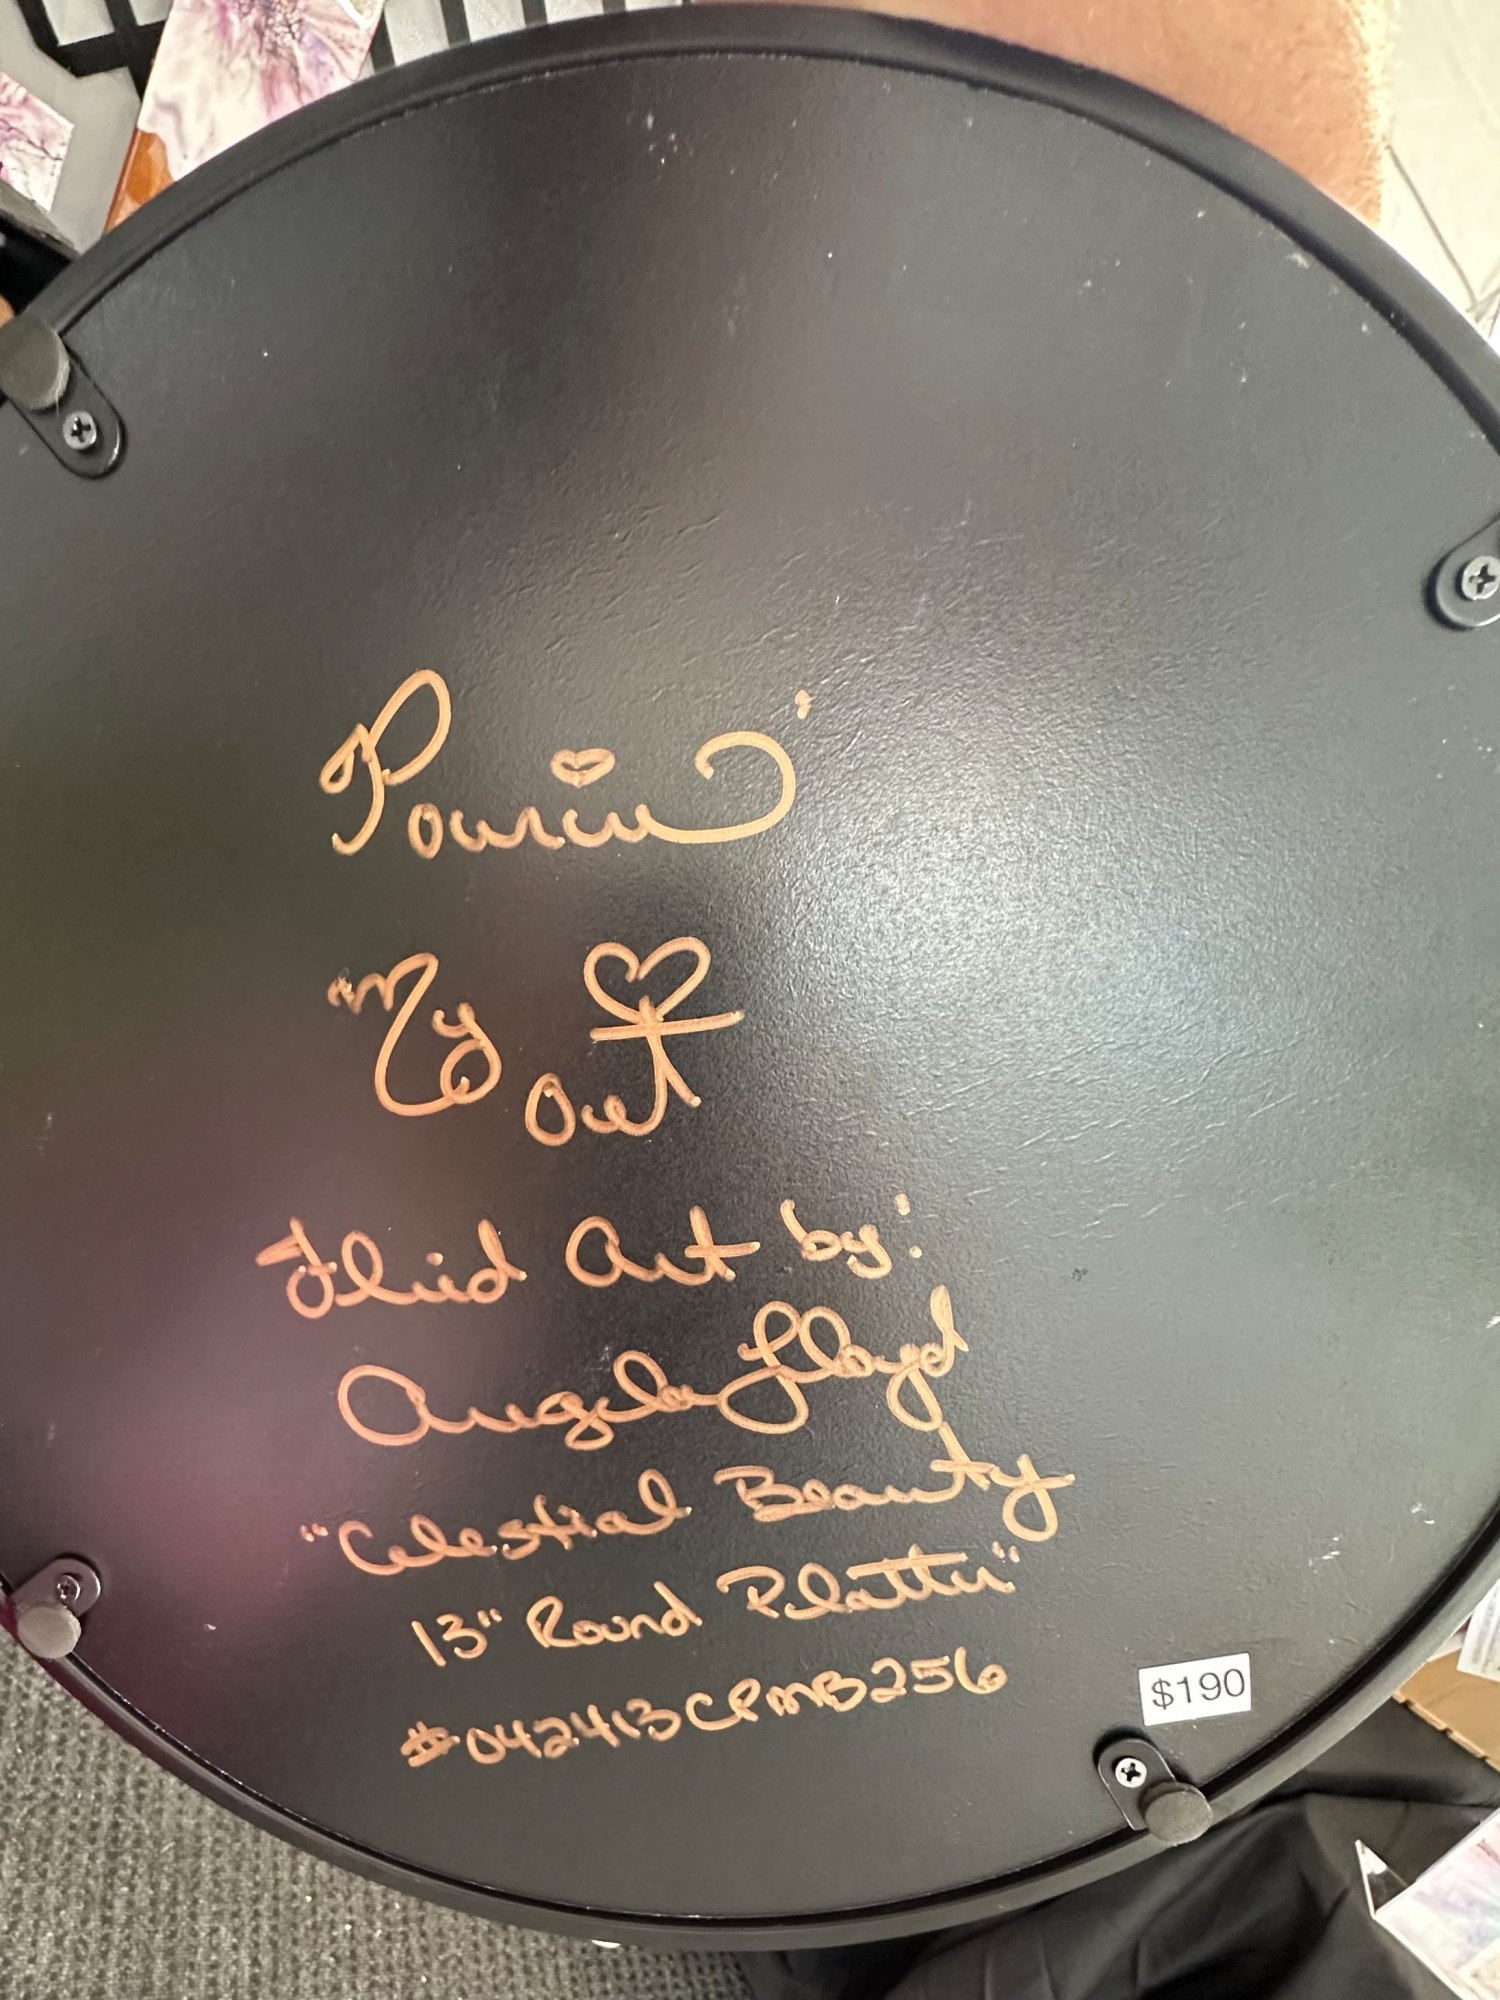 Pourin'
My ♡
Out
Fluid Art by:
Angela Lloyd
"Celestial Beauty
13" Round Platter"
#042413CPMB256
$190